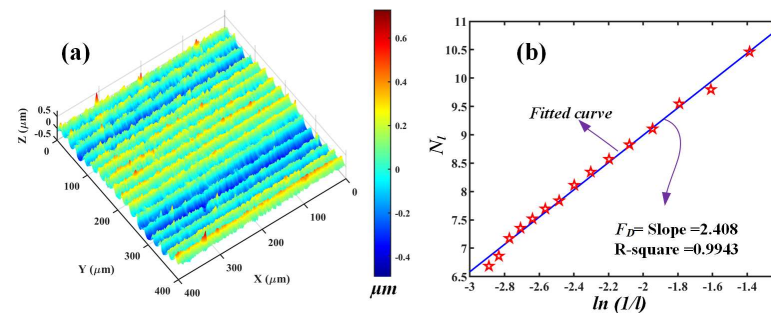 (a)
Z (μm)
0.5
0
-0.5
0
100
200
300
400
Y (μm)
400
300
200
100
0
X (μm)
0.6
0.4
0.2
0
-0.2
-0.4
μm
(b)
11
10.5
10
9.5
9
8.5
8
7.5
7
6.5
N_l
Fitted curve
F_D= Slope =2.408
R-square =0.9943
-3 -2.8 -2.6 -2.4 -2.2 -2 -1.8 -1.6 -1.4
ln (1/l)